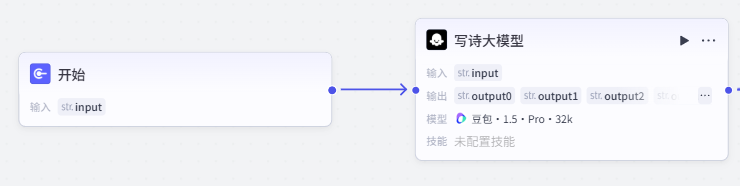 开始
输入 str. input
写诗大模型
输入 str. input
输出 str. output0 str. output1 str. output2 str. o ...
模型 豆包·1.5·Pro·32k
技能 未配置技能